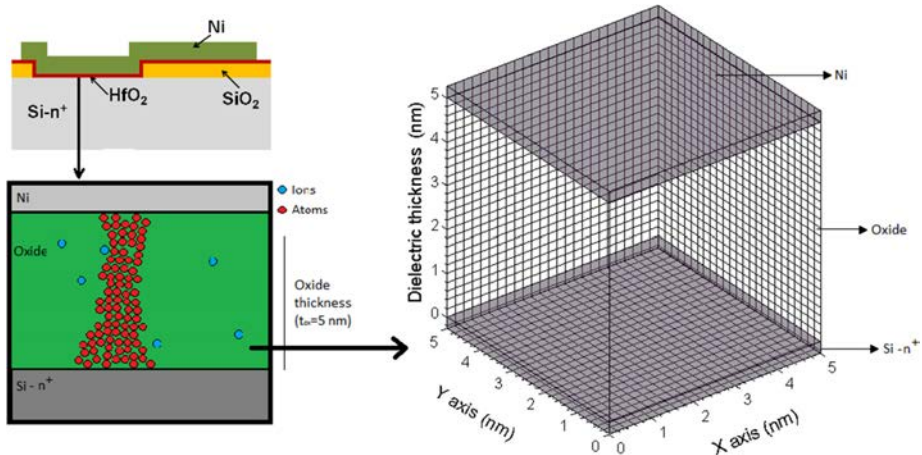 Ni
HfO₂
SiO₂
Si-n⁺
Ni
Ions
Atoms
Oxide
Oxide
thickness
(tₒₓ=5 nm)
Si - n⁺
Ni
Oxide
Si - n⁺
Dielectric thickness (nm)
5
4
3
2
1
0
Y axis (nm)
5
4
3
2
1
0
X axis (nm)
0
1
2
3
4
5